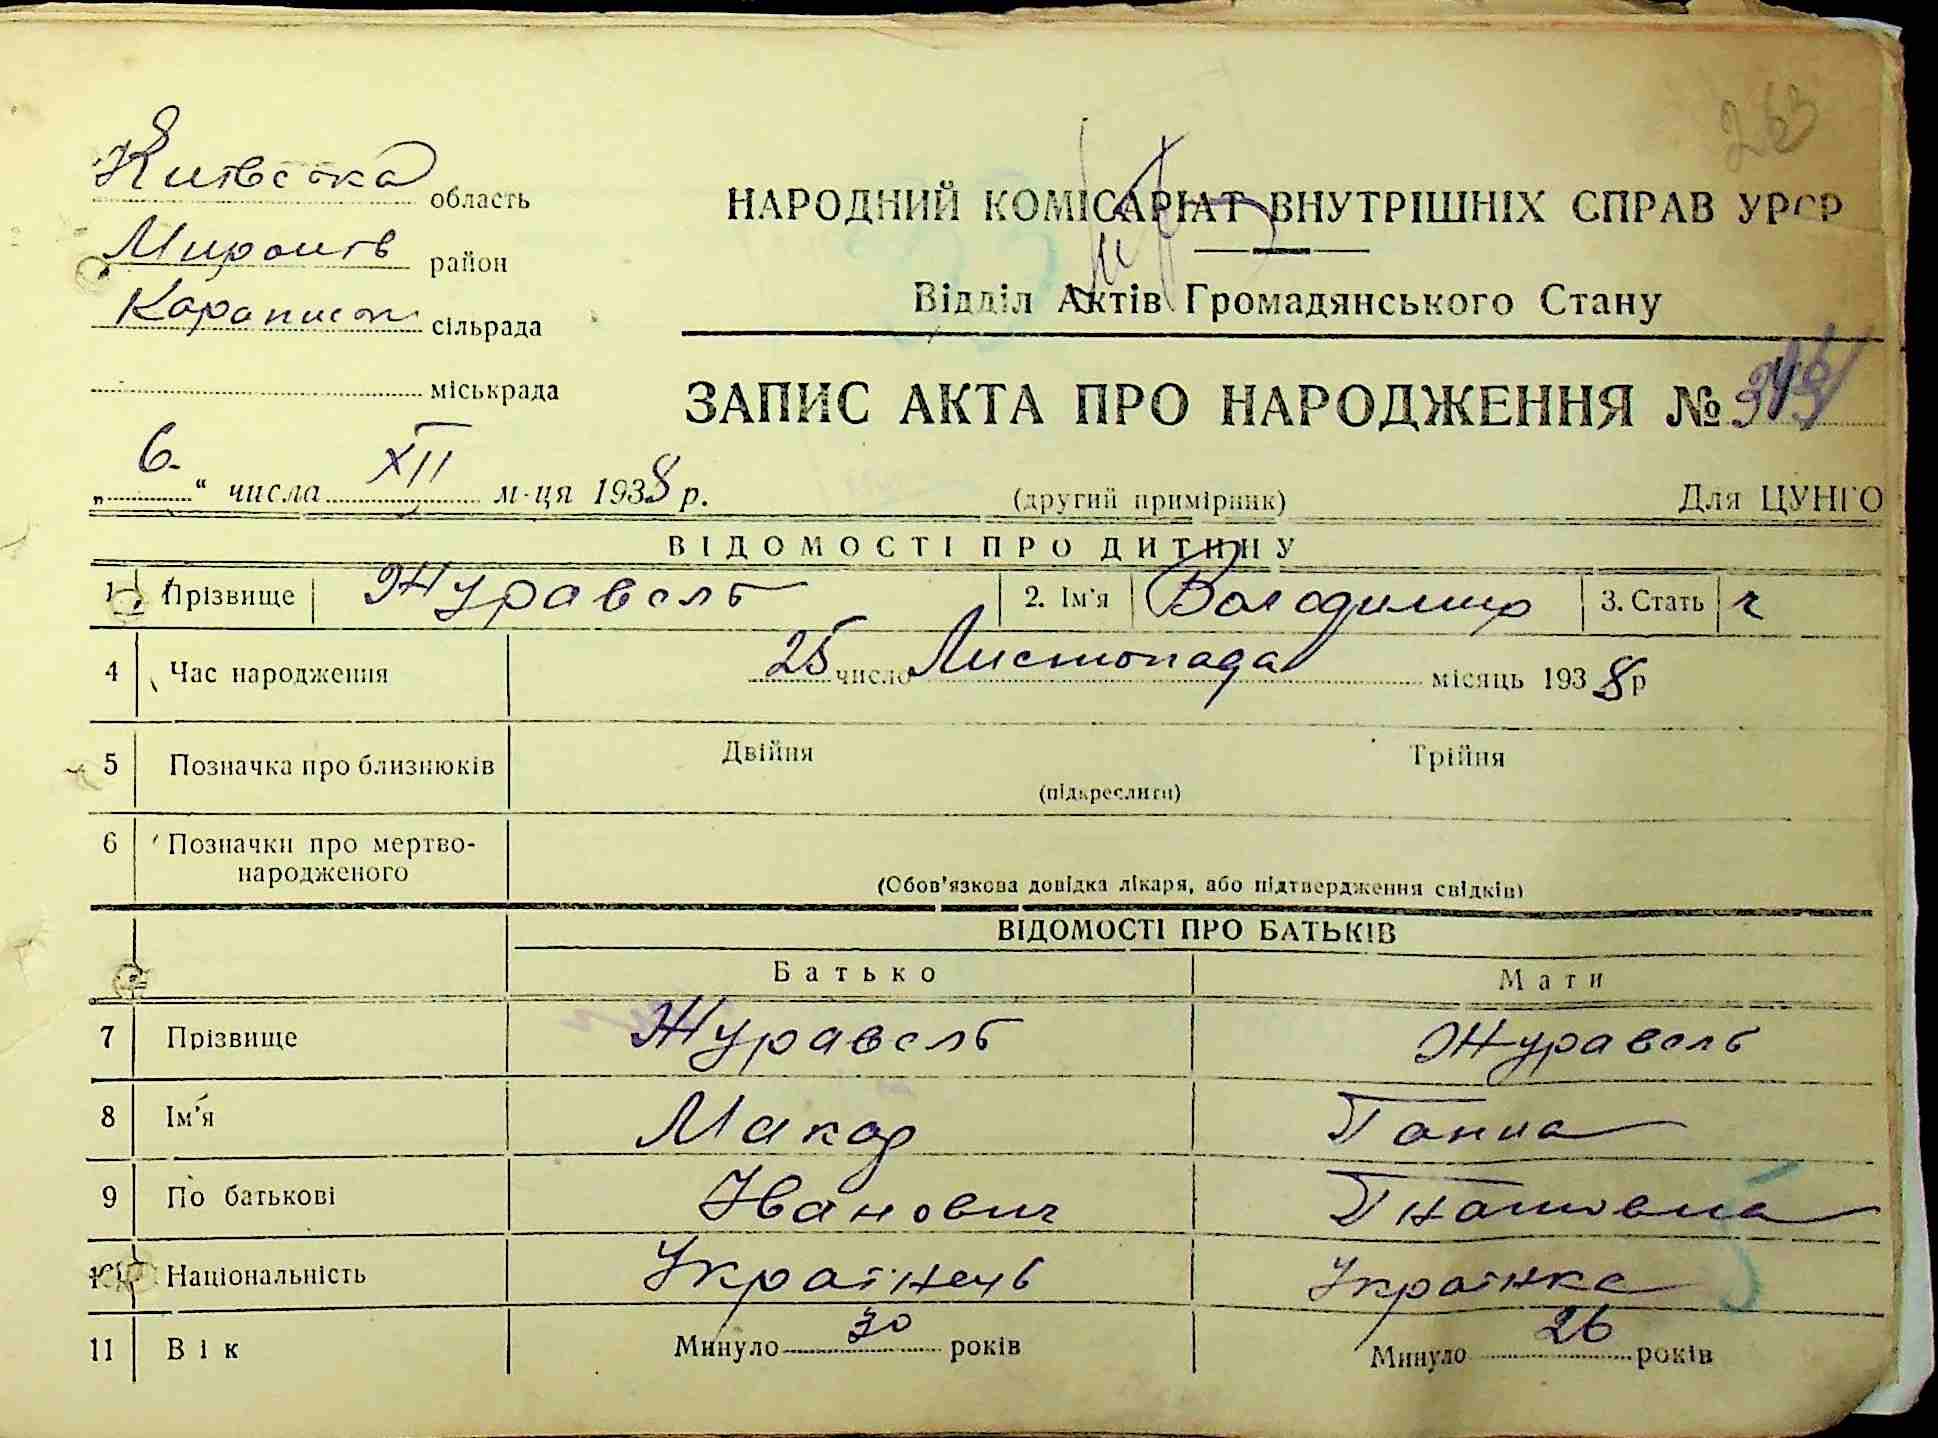 263
Київська область
НАРОДНИЙ КОМІСАРІАТ ВНУТРІШНІХ СПРАВ УРСР
Миронів район
Карапиши сільрада
Відділ Актів Громадянського Стану
міськрада
ЗАПИС АКТА ПРО НАРОДЖЕННЯ №
„6.“ числа XII м-ця 1938 р.
(другий примірник) Для ЦУНГО
ВІДОМОСТІ ПРО ДИТИНУ
1 Прізвище Журавель 2. Ім'я Володимир 3. Стать ч
4 Час народження 25 число Листопада місяць 1938 р
5 Позначка про близнюків Двійня Трійня
(підкреслити)
6 Позначки про мертво-
народженого
(Обов'язкова довідка лікаря, або підтвердження свідків)
ВІДОМОСТІ ПРО БАТЬКІВ
Батько Мати
7 Прізвище Журавель Журавель
8 Ім'я Макар Ганна
9 По батькові Іванович Гнатовна
10 Національність Українець Українка
11 Вік Минуло 30 років Минуло 26 років